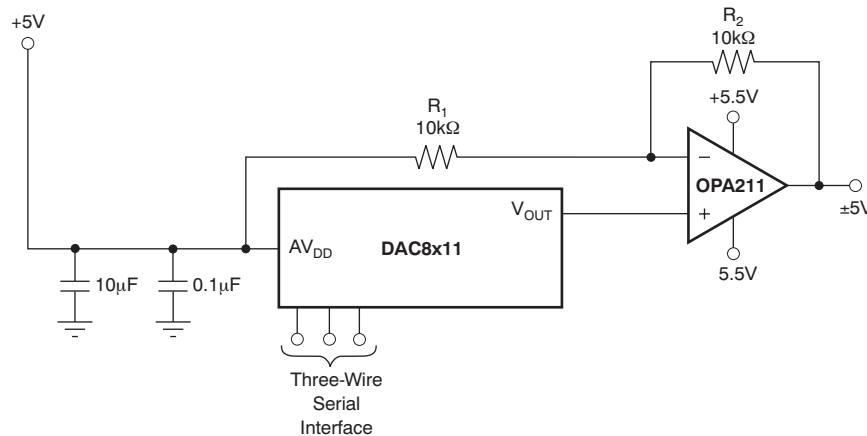 +5V
R2
10kΩ
R1
10kΩ
+5.5V
−
OPA211
+
±5V
5.5V
VOUT
AVDD
DAC8x11
10μF
0.1μF
Three-Wire
Serial
Interface